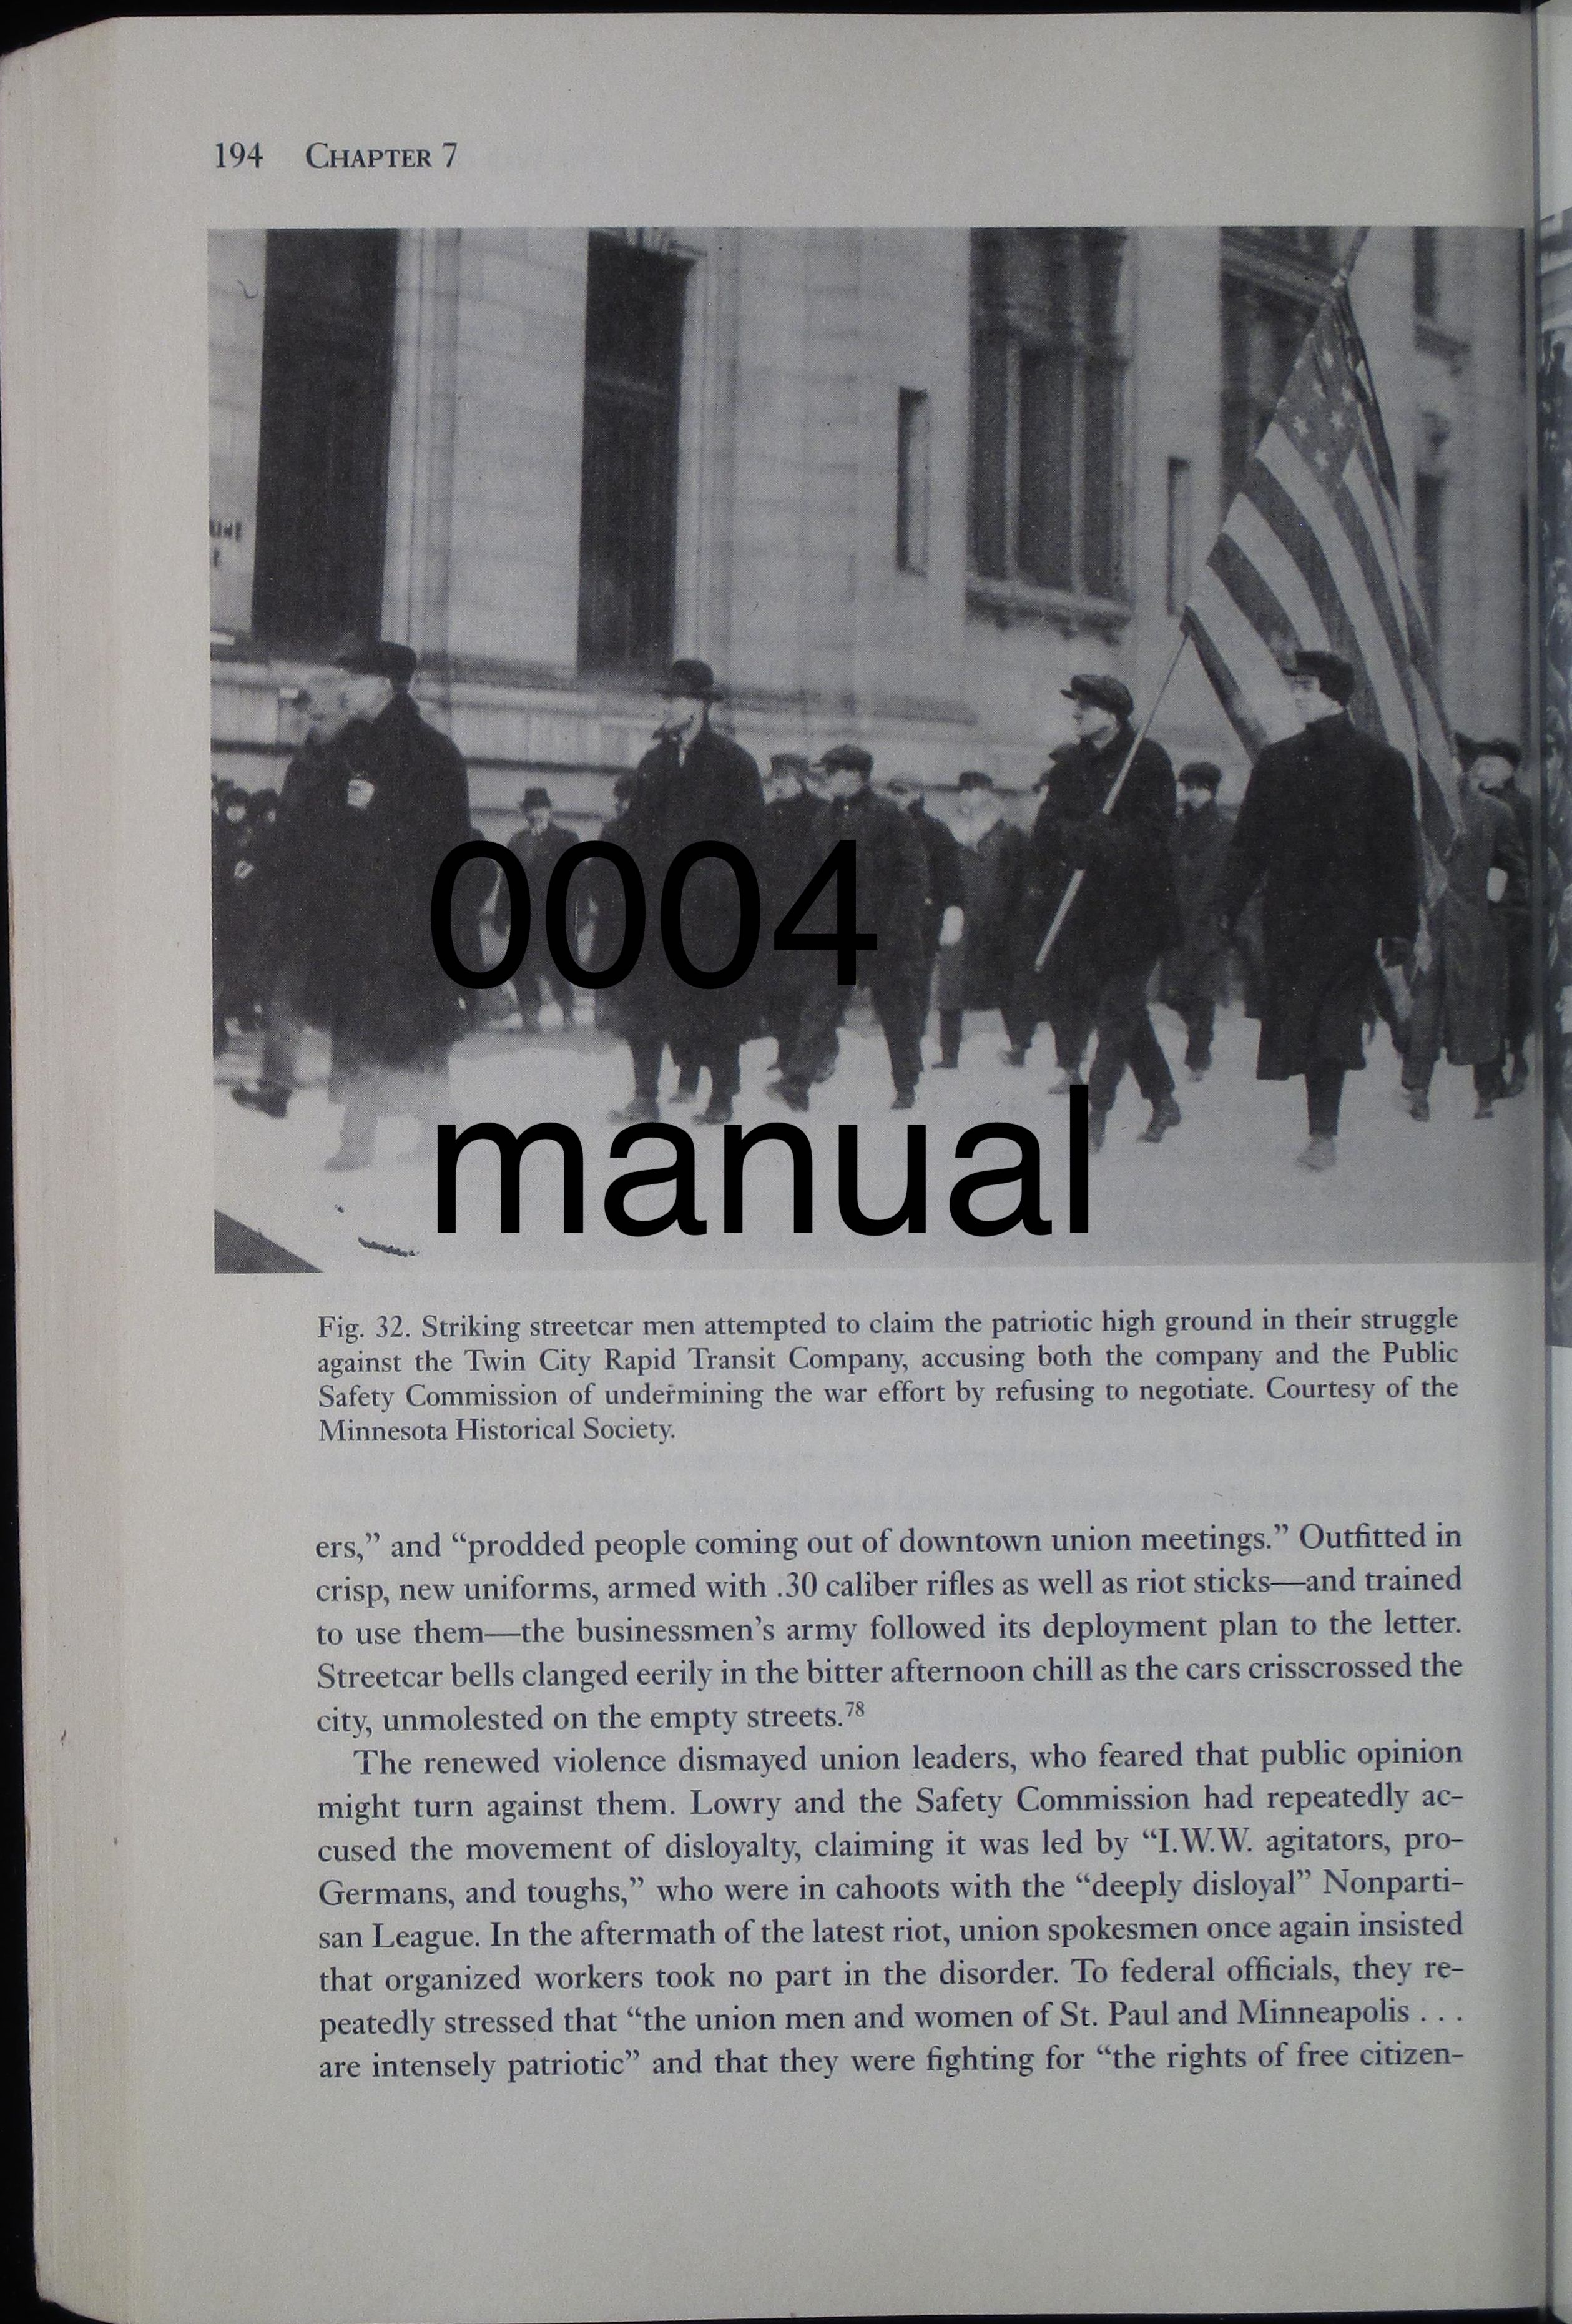 194 CHAPTER 7
0004
manual
Fig. 32. Striking streetcar men attempted to claim the patriotic high ground in their struggle
against the Twin City Rapid Transit Company, accusing both the company and the Public
Safety Commission of undermining the war effort by refusing to negotiate. Courtesy of the
Minnesota Historical Society.
ers,” and “prodded people coming out of downtown union meetings.” Outfitted in
crisp, new uniforms, armed with .30 caliber rifles as well as riot sticks—and trained
to use them—the businessmen’s army followed its deployment plan to the letter.
Streetcar bells clanged eerily in the bitter afternoon chill as the cars crisscrossed the
city, unmolested on the empty streets.78
The renewed violence dismayed union leaders, who feared that public opinion
might turn against them. Lowry and the Safety Commission had repeatedly ac-
cused the movement of disloyalty, claiming it was led by “I.W.W. agitators, pro-
Germans, and toughs,” who were in cahoots with the “deeply disloyal” Nonparti-
san League. In the aftermath of the latest riot, union spokesmen once again insisted
that organized workers took no part in the disorder. To federal officials, they re-
peatedly stressed that “the union men and women of St. Paul and Minneapolis . . .
are intensely patriotic” and that they were fighting for “the rights of free citizen-